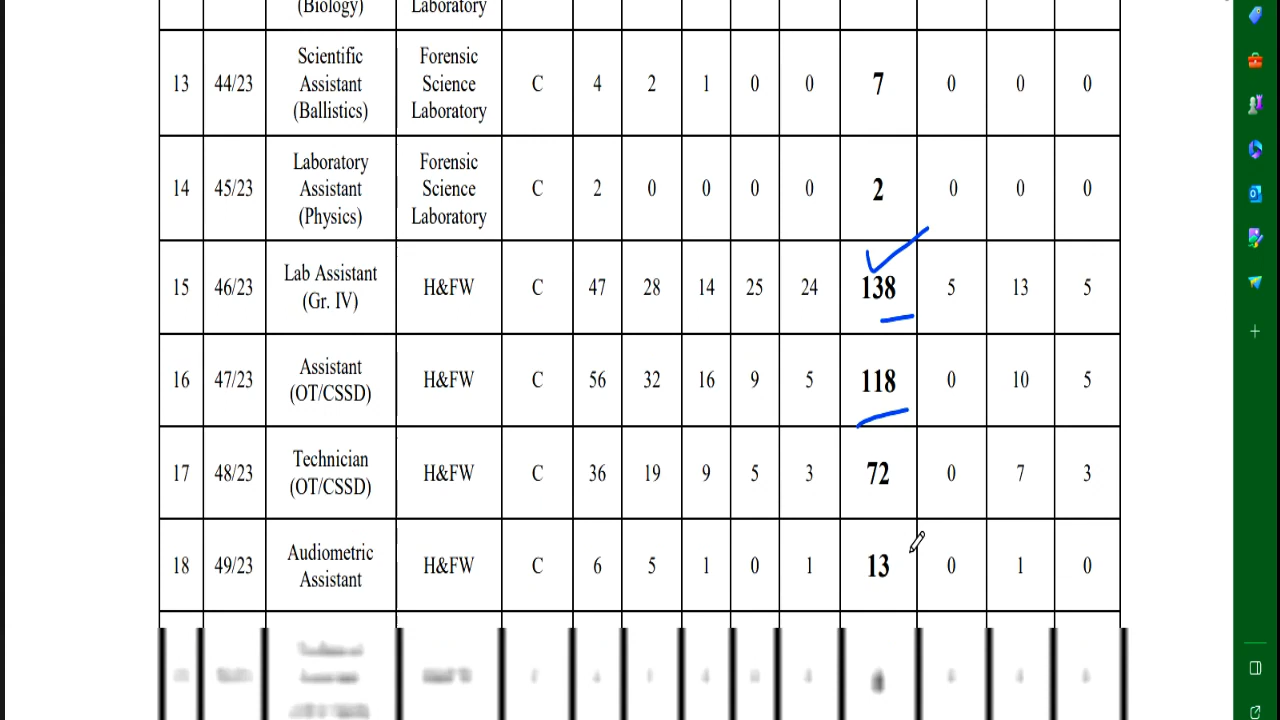 (Biology) Laboratory
13 44/23 Scientific Assistant (Ballistics) Forensic Science Laboratory C 4 2 1 0 0 7 0 0 0
14 45/23 Laboratory Assistant (Physics) Forensic Science Laboratory C 2 0 0 0 0 2 0 0 0
15 46/23 Lab Assistant (Gr. IV) H&FW C 47 28 14 25 24 138 5 13 5
16 47/23 Assistant (OT/CSSD) H&FW C 56 32 16 9 5 118 0 10 5
17 48/23 Technician (OT/CSSD) H&FW C 36 19 9 5 3 72 0 7 3
18 49/23 Audiometric Assistant H&FW C 6 5 1 0 1 13 0 1 0